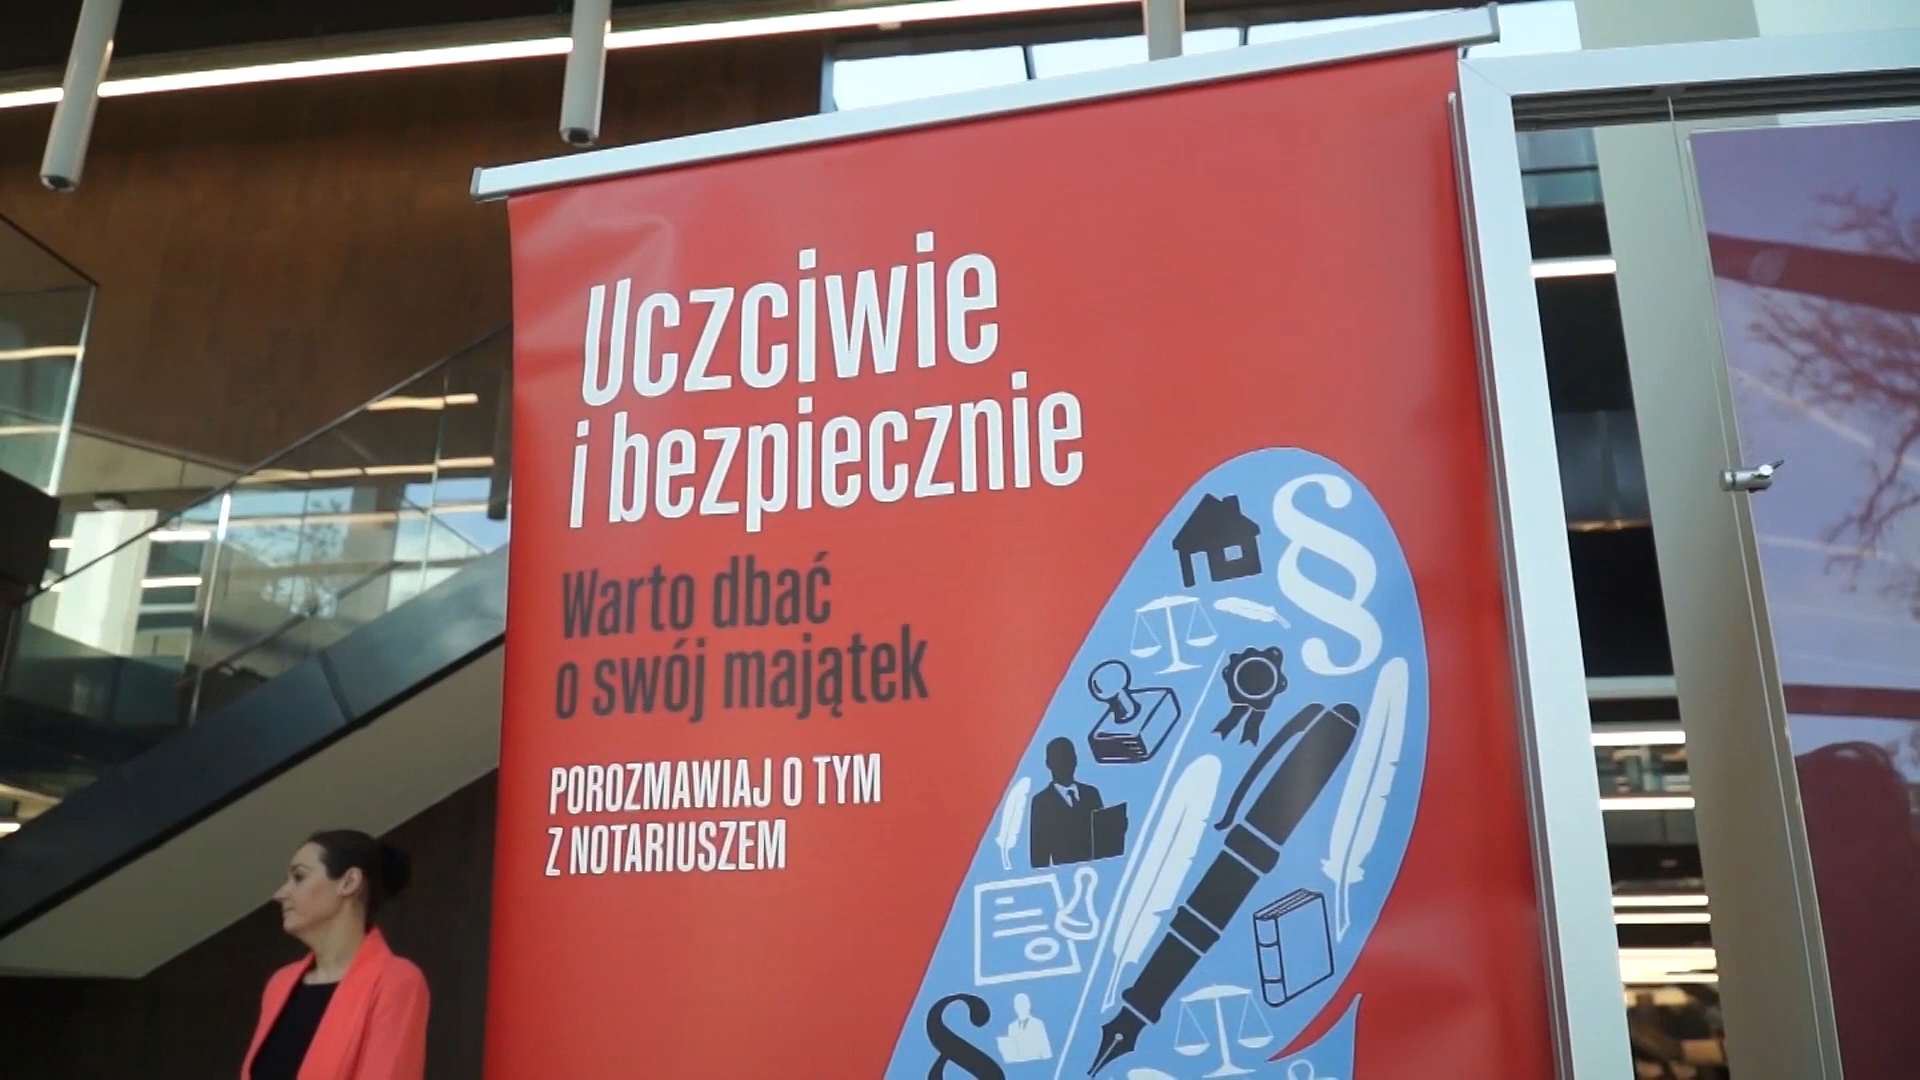 Uczciwie
i bezpiecznie
Warto dbać
o swój majątek
POROZMAWIAJ O TYM
Z NOTARIUSZEM